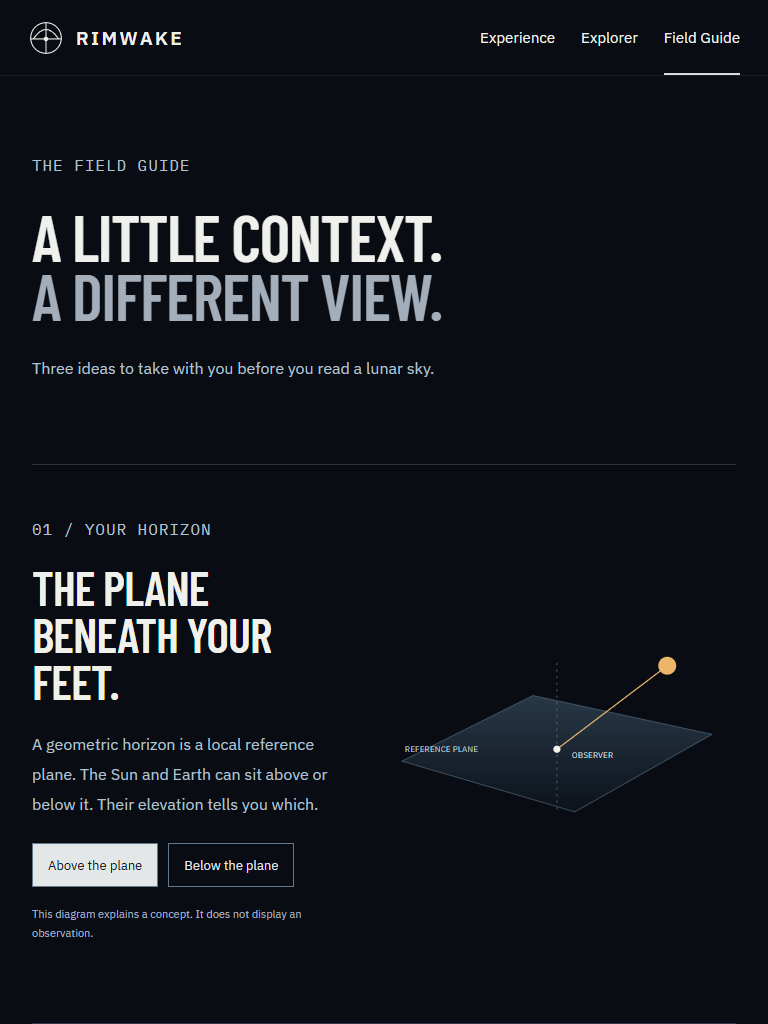 RIMWAKE
Experience Explorer Field Guide
THE FIELD GUIDE
A LITTLE CONTEXT.
A DIFFERENT VIEW.
Three ideas to take with you before you read a lunar sky.
01 / YOUR HORIZON
THE PLANE
BENEATH YOUR
FEET.
A geometric horizon is a local reference
plane. The Sun and Earth can sit above or
below it. Their elevation tells you which.
Above the plane Below the plane
This diagram explains a concept. It does not display an
observation.
REFERENCE PLANE
OBSERVER